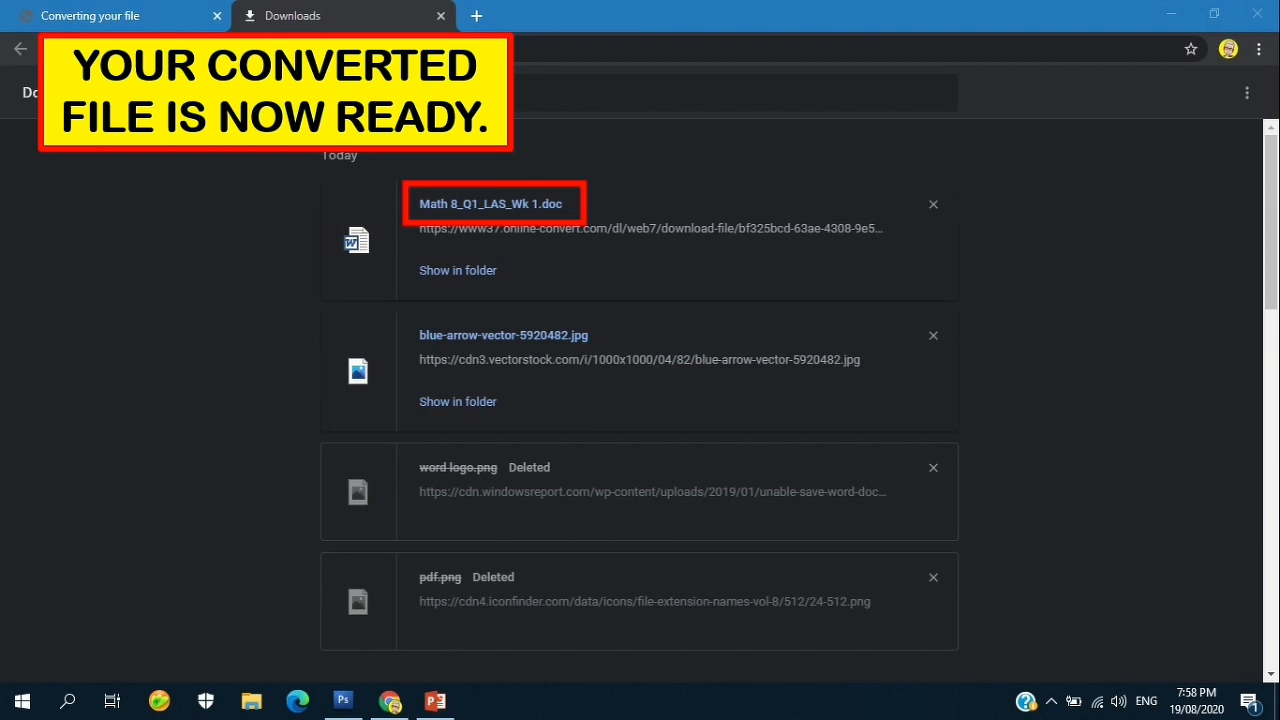 Converting your file
Downloads
YOUR CONVERTED
FILE IS NOW READY.
Today
Math 8_Q1_LAS_Wk 1.doc
https://www37.online-convert.com/dl/web7/download-file/bf325bcd-63ae-4308-9e5...
Show in folder
blue-arrow-vector-5920482.jpg
https://cdn3.vectorstock.com/i/1000x1000/04/82/blue-arrow-vector-5920482.jpg
Show in folder
word logo.png Deleted
https://cdn.windowsreport.com/wp-content/uploads/2019/01/unable-save-word-doc...
pdf.png Deleted
https://cdn4.iconfinder.com/data/icons/file-extension-names-vol-8/512/24-512.png
Ps
ENG
7:58 PM
19/08/2020
1